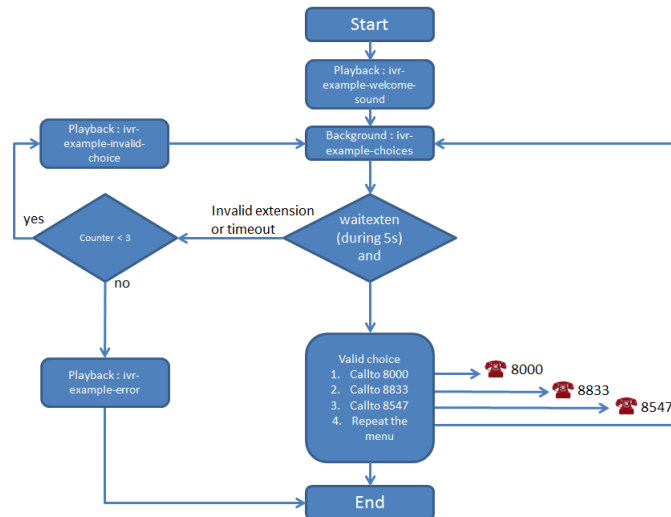 Start
Playback : ivr-
example-welcome-
sound
Playback : ivr-
example-invalid-
choice
Background : ivr-
example-choices
yes
Counter < 3
Invalid extension
or timeout
waitexten
(during 5s)
and
no
Playback : ivr-
example-error
Valid choice
1. Callto 8000
2. Callto 8833
3. Callto 8547
4. Repeat the
menu
8000
8833
8547
End